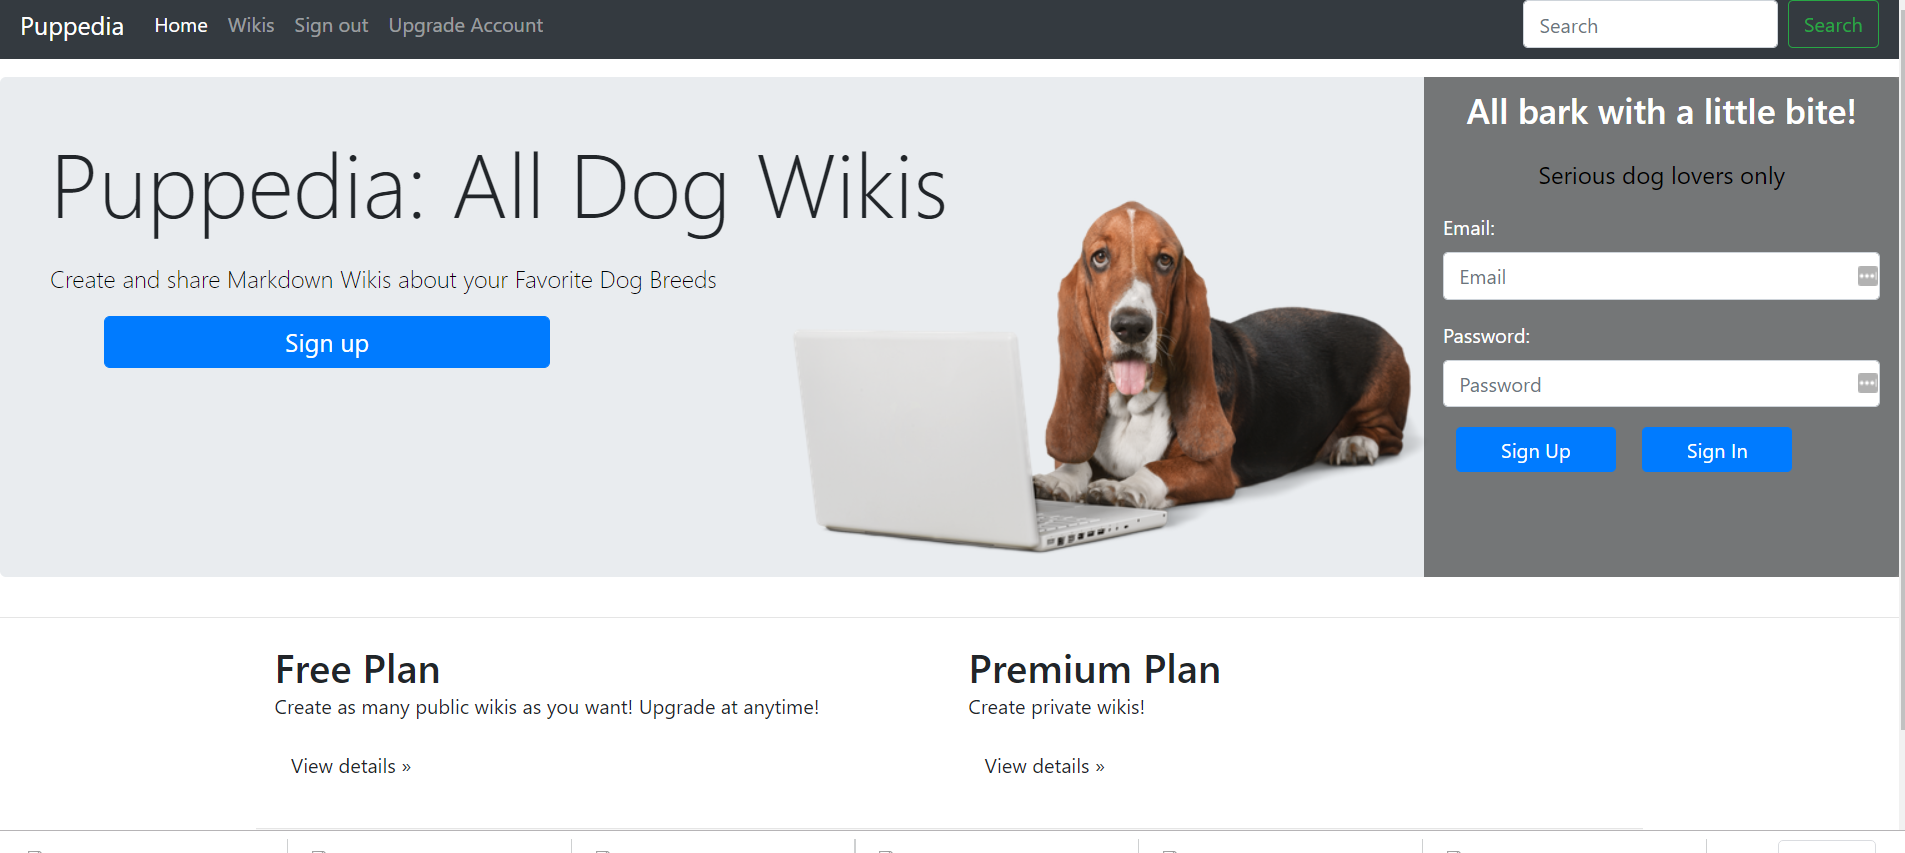 Puppedia Home Wikis Sign out Upgrade Account Search Search
Puppedia: All Dog Wikis
Create and share Markdown Wikis about your Favorite Dog Breeds
Sign up
All bark with a little bite!
Serious dog lovers only
Email:
Email
Password:
Password
Sign Up Sign In
Free Plan
Create as many public wikis as you want! Upgrade at anytime!
View details »
Premium Plan
Create private wikis!
View details »